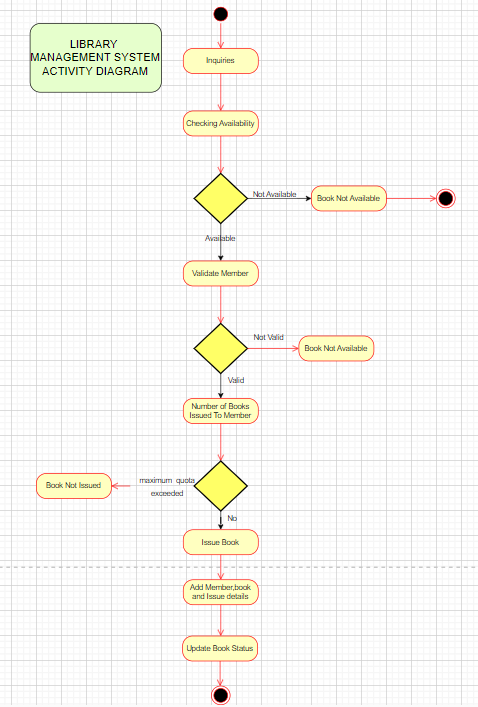 LIBRARY
MANAGEMENT SYSTEM
ACTIVITY DIAGRAM
Inquiries
Checking Availability
Not Available
Book Not Available
Available
Validate Member
Not Valid
Book Not Available
Valid
Number of Books
Issued To Member
maximum quota
exceeded
Book Not Issued
No
Issue Book
Add Member,book
and Issue details
Update Book Status